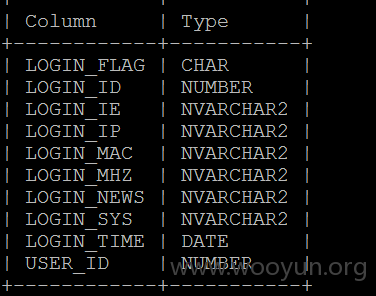 | Column | Type |
+------------+-----------+
| LOGIN_FLAG | CHAR |
| LOGIN_ID | NUMBER |
| LOGIN_IE | NVARCHAR2 |
| LOGIN_IP | NVARCHAR2 |
| LOGIN_MAC | NVARCHAR2 |
| LOGIN_MHZ | NVARCHAR2 |
| LOGIN_NEWS | NVARCHAR2 |
| LOGIN_SYS | NVARCHAR2 |
| LOGIN_TIME | DATE |
| USER_ID | NUMBER |
+------------+-----------+
www.wooyun.org